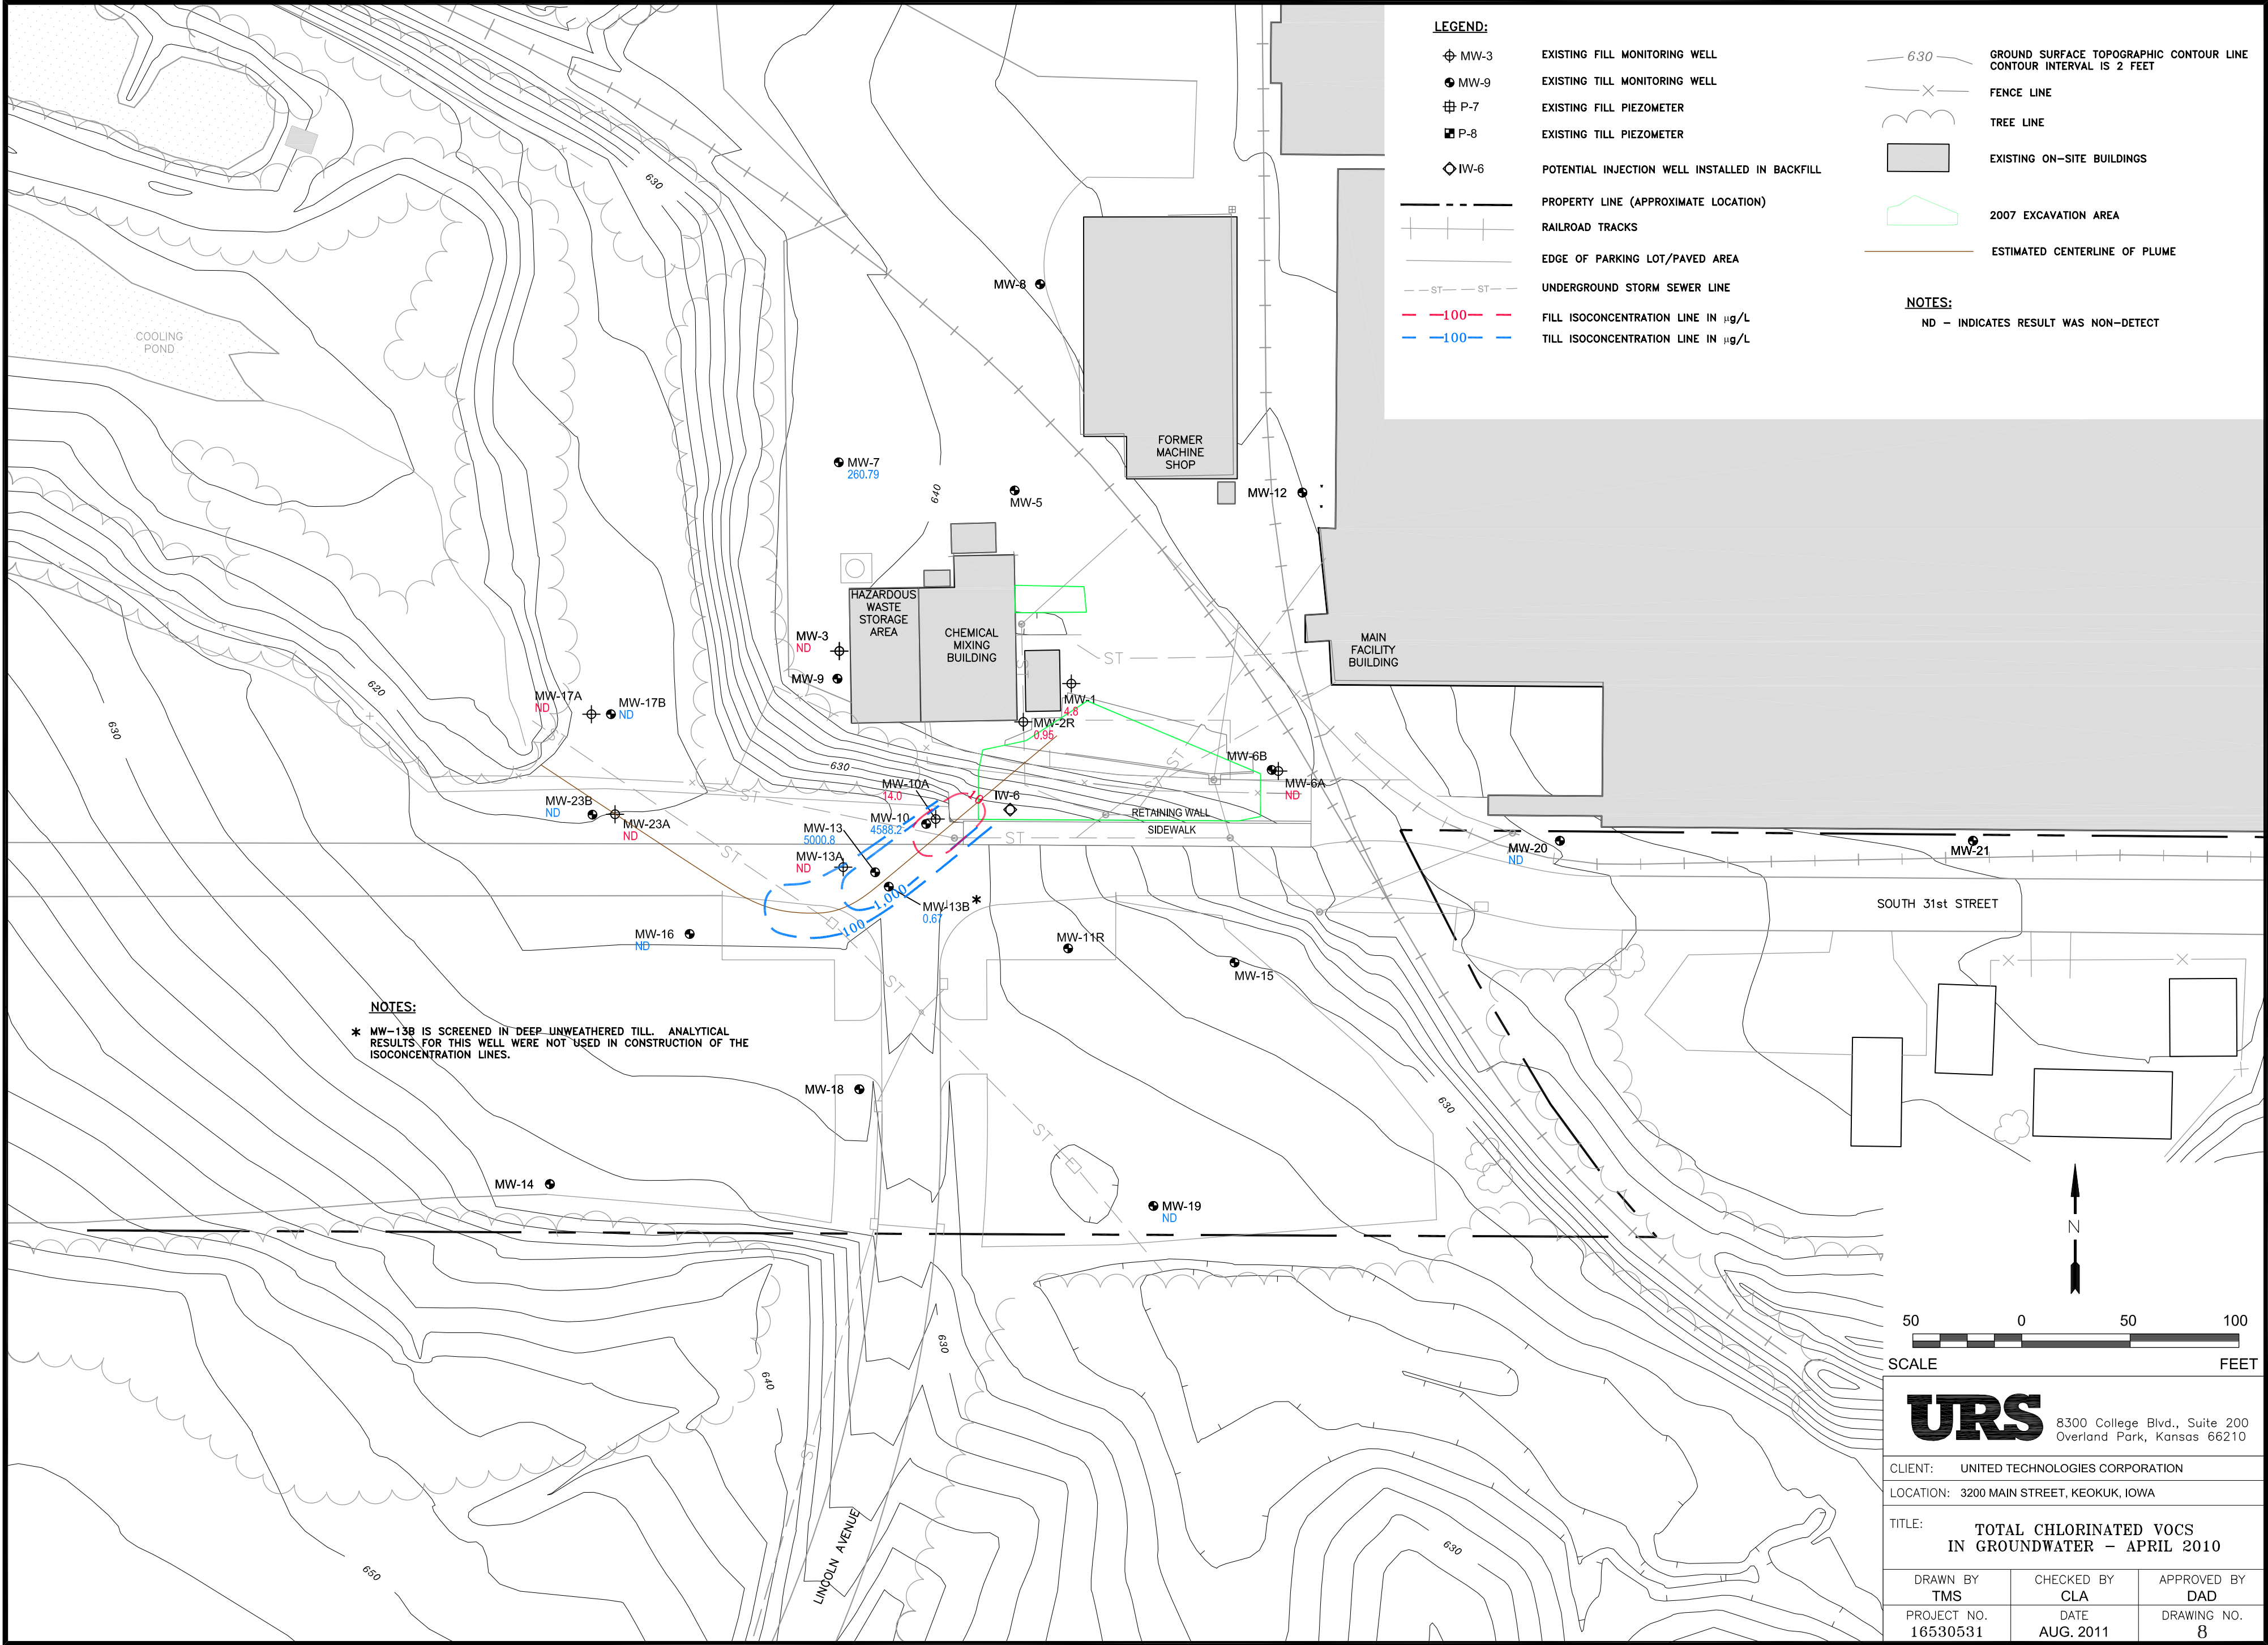 LEGEND:
MW-3 EXISTING FILL MONITORING WELL
MW-9 EXISTING TILL MONITORING WELL
P-7 EXISTING FILL PIEZOMETER
P-8 EXISTING TILL PIEZOMETER
IW-6 POTENTIAL INJECTION WELL INSTALLED IN BACKFILL
PROPERTY LINE (APPROXIMATE LOCATION)
RAILROAD TRACKS
EDGE OF PARKING LOT/PAVED AREA
ST ST UNDERGROUND STORM SEWER LINE
100 FILL ISOCONCENTRATION LINE IN µg/L
100 TILL ISOCONCENTRATION LINE IN µg/L
630 GROUND SURFACE TOPOGRAPHIC CONTOUR LINE
CONTOUR INTERVAL IS 2 FEET
FENCE LINE
TREE LINE
EXISTING ON-SITE BUILDINGS
2007 EXCAVATION AREA
ESTIMATED CENTERLINE OF PLUME
NOTES:
ND - INDICATES RESULT WAS NON-DETECT
630
MW-8
COOLING
POND
FORMER
MACHINE
SHOP
MW-7
260.79
640
MW-5
MW-12
HAZARDOUS
WASTE
STORAGE
AREA
CHEMICAL
MIXING
BUILDING
MW-3
ND
MW-9
ST
ST
MAIN
FACILITY
BUILDING
620
630
MW-17A
ND
MW-17B
ND
MW-1
4.8
MW-2R
0.95
ST
ST
ST
MW-6B
MW-6A
ND
630
MW-10A
14.0
10
IW-6
ST
MW-23B
ND
MW-23A
ND
MW-10
4588.2
MW-13
5000.8
MW-13A
ND
RETAINING WALL
SIDEWALK
ST
ST
MW-20
ND
MW-21
1,000
100
MW-13B *
0.67
SOUTH 31st STREET
MW-16
ND
MW-11R
MW-15
ST
NOTES:
* MW-13B IS SCREENED IN DEEP UNWEATHERED TILL. ANALYTICAL
RESULTS FOR THIS WELL WERE NOT USED IN CONSTRUCTION OF THE
ISOCONCENTRATION LINES.
MW-18
630
ST
MW-14
MW-19
ND
N
630
640
ST
LINCOLN AVENUE
650
630
50 0 50 100
SCALE FEET
URS
8300 College Blvd., Suite 200
Overland Park, Kansas 66210
CLIENT: UNITED TECHNOLOGIES CORPORATION
LOCATION: 3200 MAIN STREET, KEOKUK, IOWA
TITLE: TOTAL CHLORINATED VOCS
IN GROUNDWATER - APRIL 2010
DRAWN BY CHECKED BY APPROVED BY
TMS CLA DAD
PROJECT NO. DATE DRAWING NO.
16530531 AUG. 2011 8